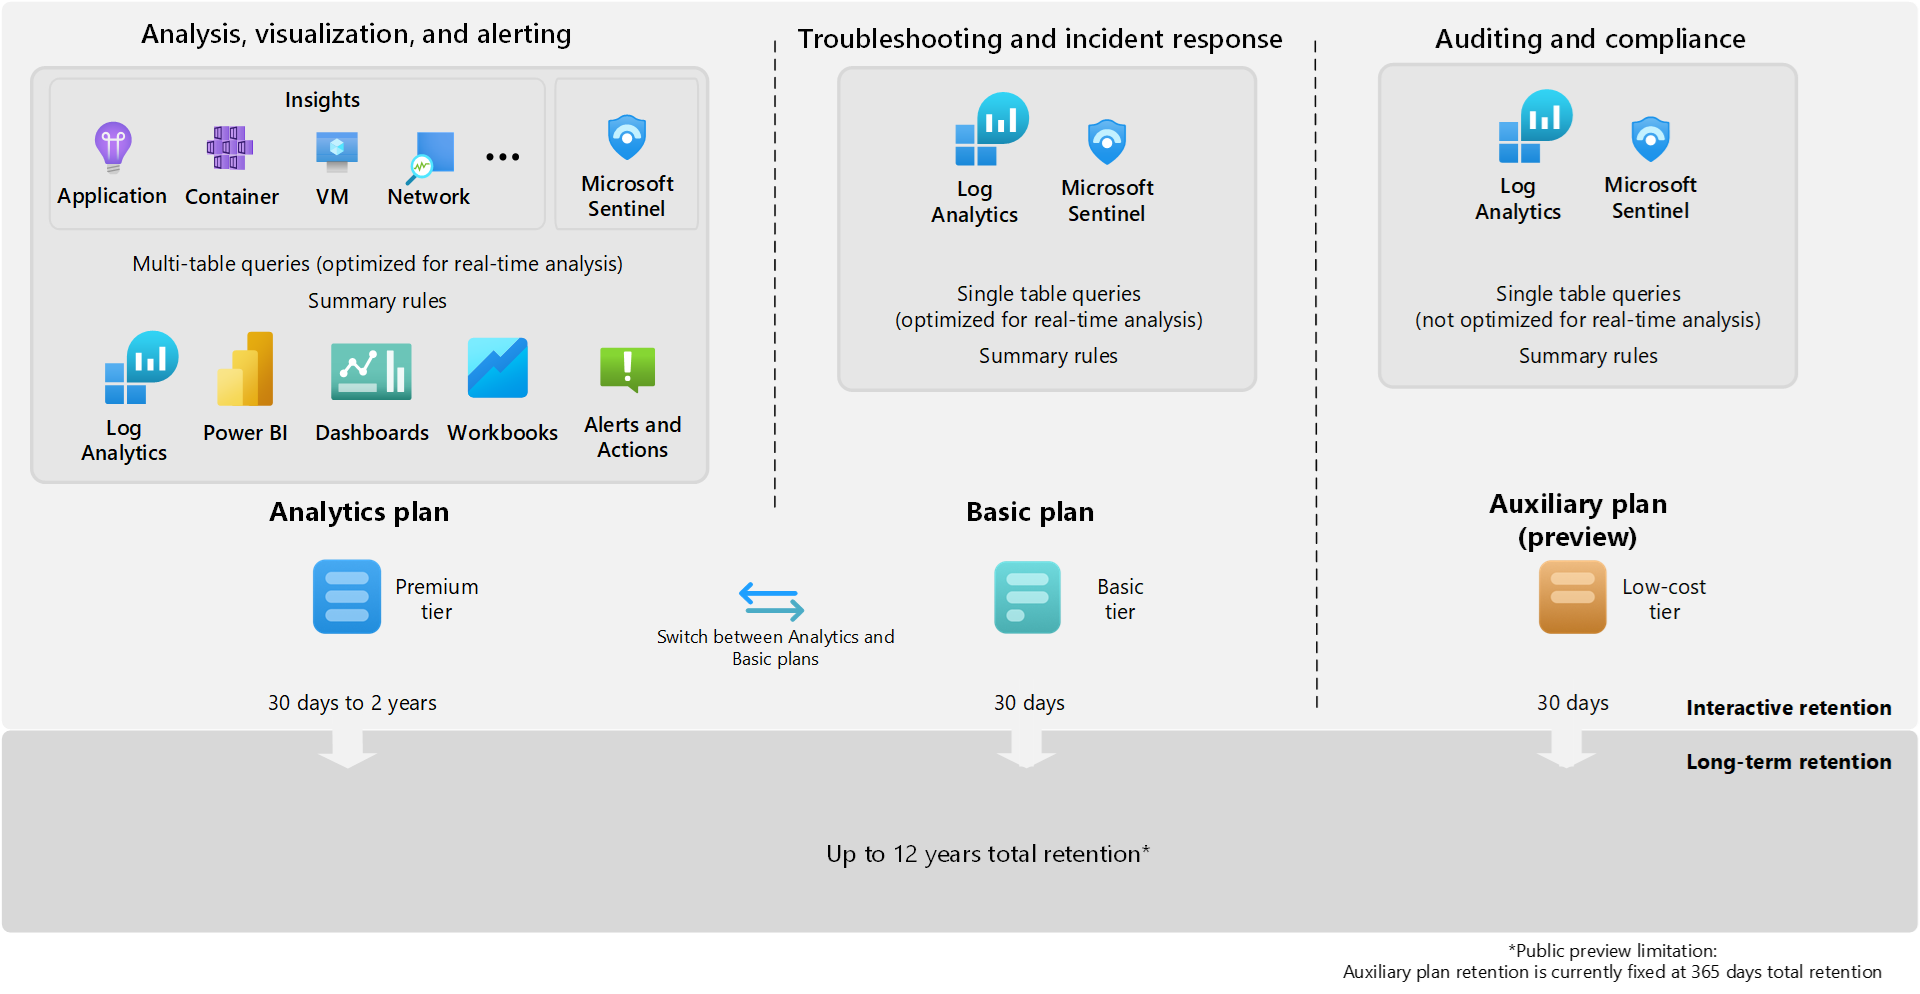 Analysis, visualization, and alerting
Insights
Application
Container
VM
Network
...
Microsoft
Sentinel
Multi-table queries (optimized for real-time analysis)
Summary rules
Log
Analytics
Power BI
Dashboards
Workbooks
Alerts and
Actions
Analytics plan
Premium
tier
30 days to 2 years
Switch between Analytics and
Basic plans
Troubleshooting and incident response
Log
Analytics
Microsoft
Sentinel
Single table queries
(optimized for real-time analysis)
Summary rules
Basic plan
Basic
tier
30 days
Auditing and compliance
Log
Analytics
Microsoft
Sentinel
Single table queries
(not optimized for real-time analysis)
Summary rules
Auxiliary plan
(preview)
Low-cost
tier
30 days
Interactive retention
Long-term retention
Up to 12 years total retention*
*Public preview limitation:
Auxiliary plan retention is currently fixed at 365 days total retention